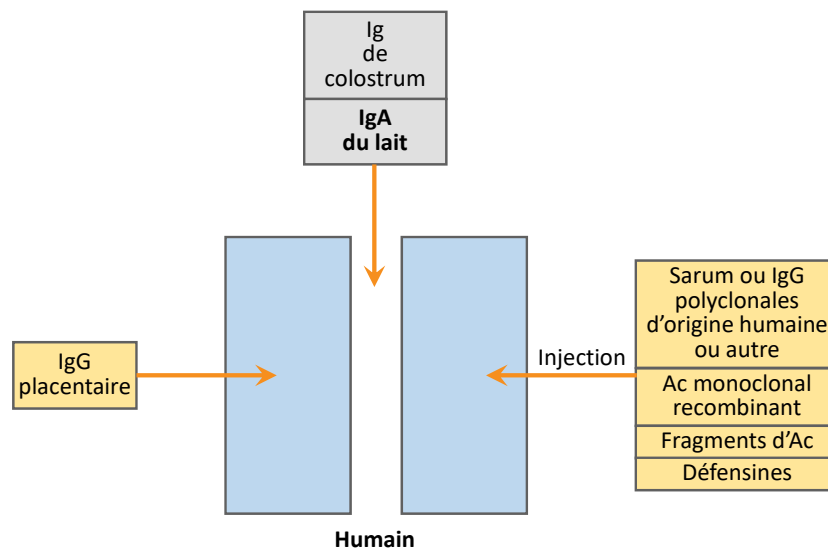 Ig
de
colostrum
IgA
du lait
IgG
placentaire
Injection
Sarum ou IgG
polyclonales
d’origine humaine
ou autre
Ac monoclonal
recombinant
Fragments d’Ac
Défensines
Humain